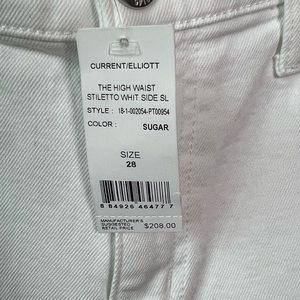 CURRENT/ELLIOTT
THE HIGH WAIST
STILETTO WHIT SIDE SL
STYLE : 18-1-002054-PT00954
COLOR : SUGAR
SIZE
28
8 84926 46477 7
MANUFACTURER'S
SUGGESTED
RETAIL PRICE $208.00